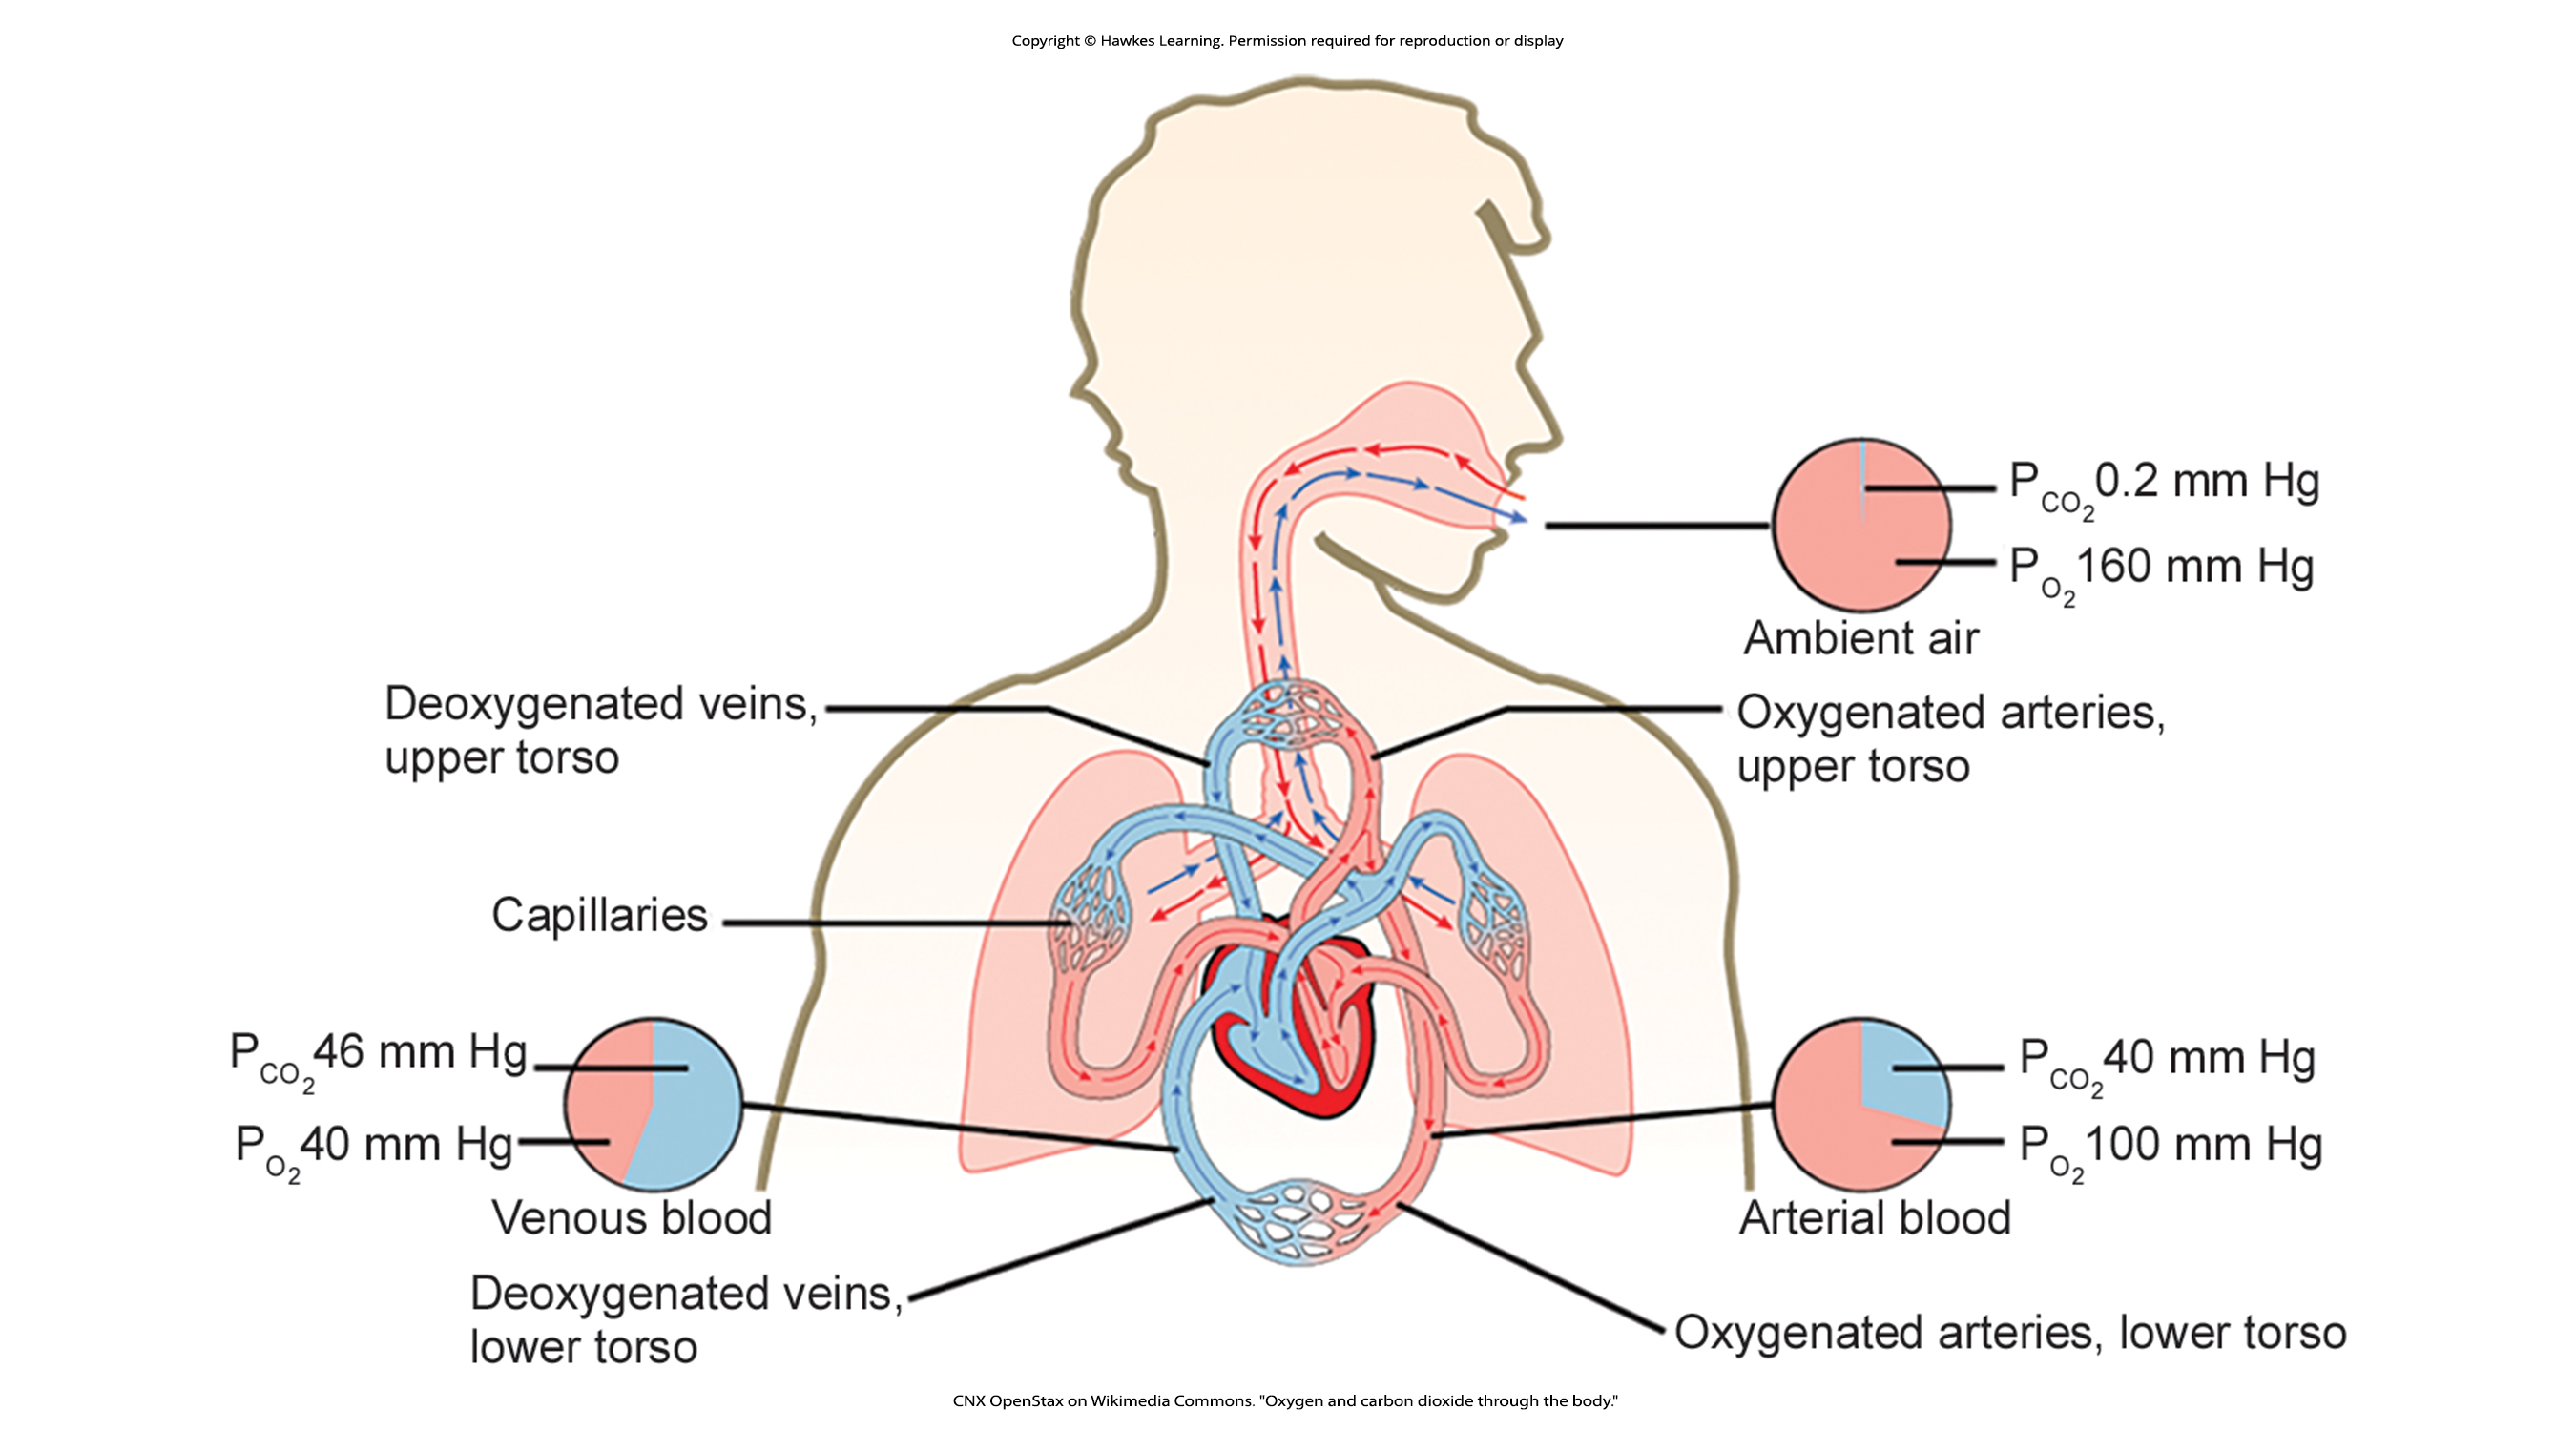 Copyright © Hawkes Learning. Permission required for reproduction or display
PCO2 0.2 mm Hg
PO2 160 mm Hg
Ambient air
Deoxygenated veins,
upper torso
Oxygenated arteries,
upper torso
Capillaries
PCO2 46 mm Hg
PO2 40 mm Hg
Venous blood
PCO2 40 mm Hg
PO2 100 mm Hg
Arterial blood
Deoxygenated veins,
lower torso
Oxygenated arteries, lower torso
CNX OpenStax on Wikimedia Commons. "Oxygen and carbon dioxide through the body."